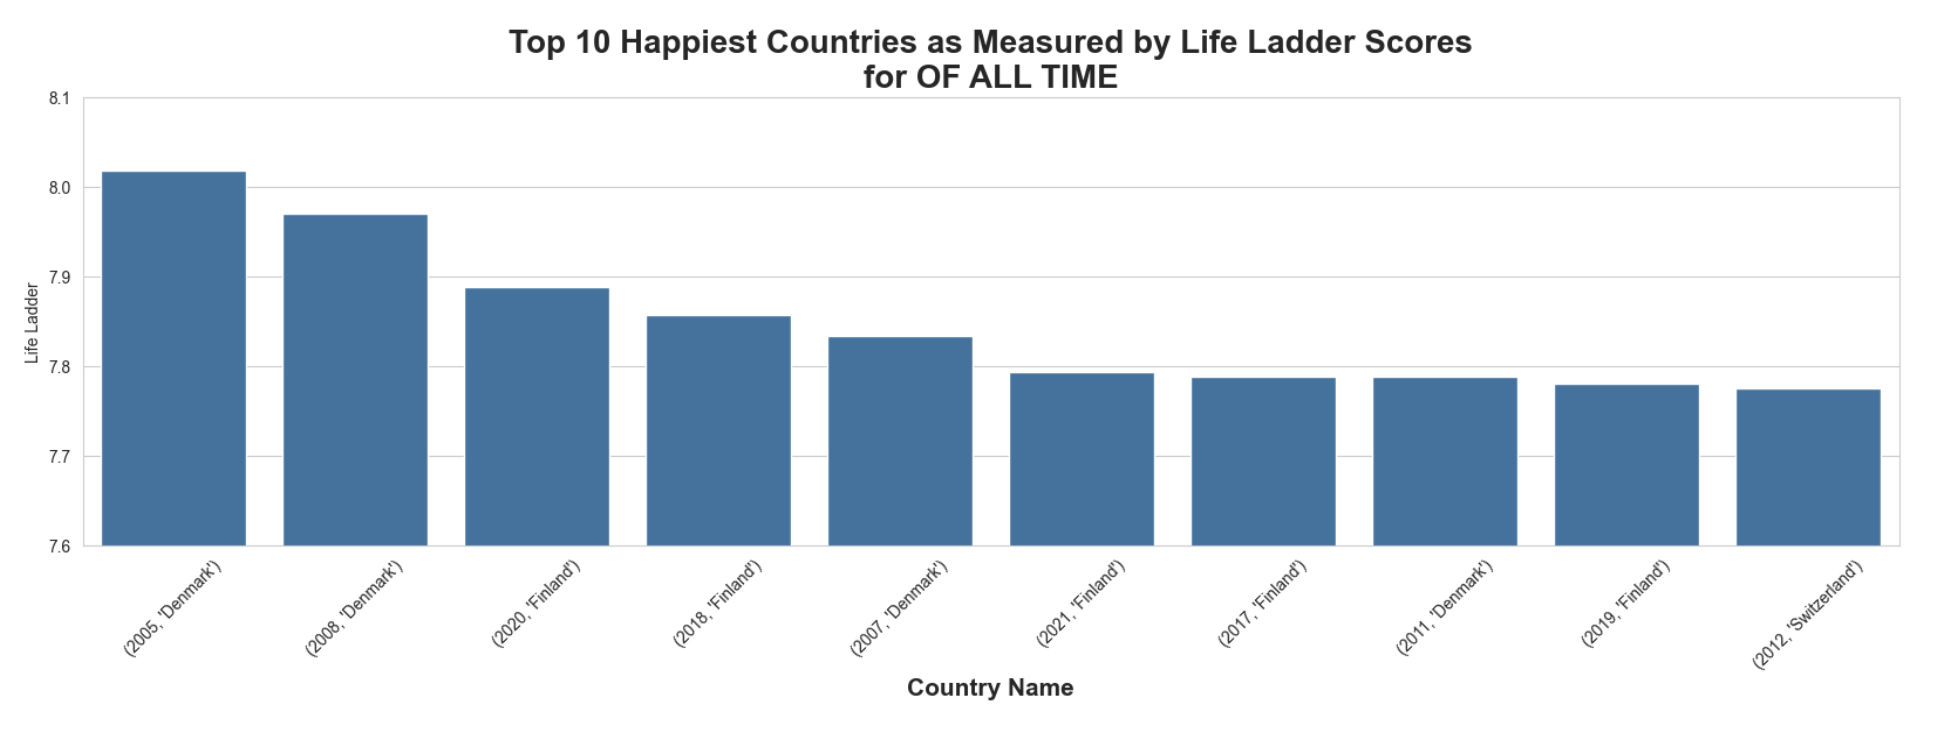 Top 10 Happiest Countries as Measured by Life Ladder Scores
for OF ALL TIME
8.1
8.0
7.9
7.8
7.7
7.6
Life Ladder
(2005, 'Denmark')
(2008, 'Denmark')
(2020, 'Finland')
(2018, 'Finland')
(2007, 'Denmark')
(2021, 'Finland')
(2017, 'Finland')
(2011, 'Denmark')
(2019, 'Finland')
(2012, 'Switzerland')
Country Name